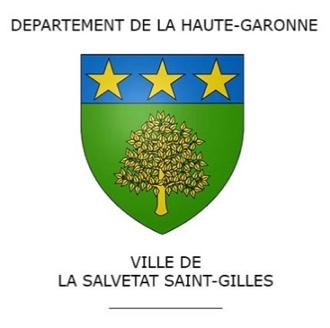 DEPARTEMENT DE LA HAUTE-GARONNE
VILLE DE
LA SALVETAT SAINT-GILLES